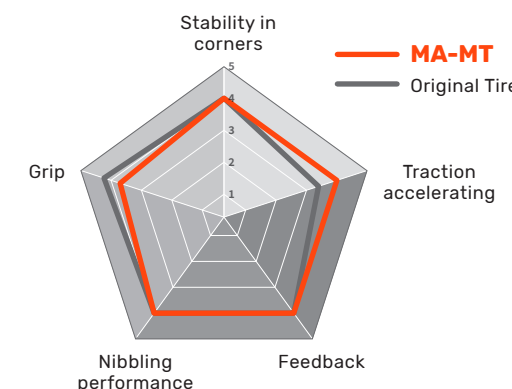 Stability in
corners
5
4
3
2
1
MA-MT
Original Tire
Grip
Traction
accelerating
Nibbling
performance
Feedback